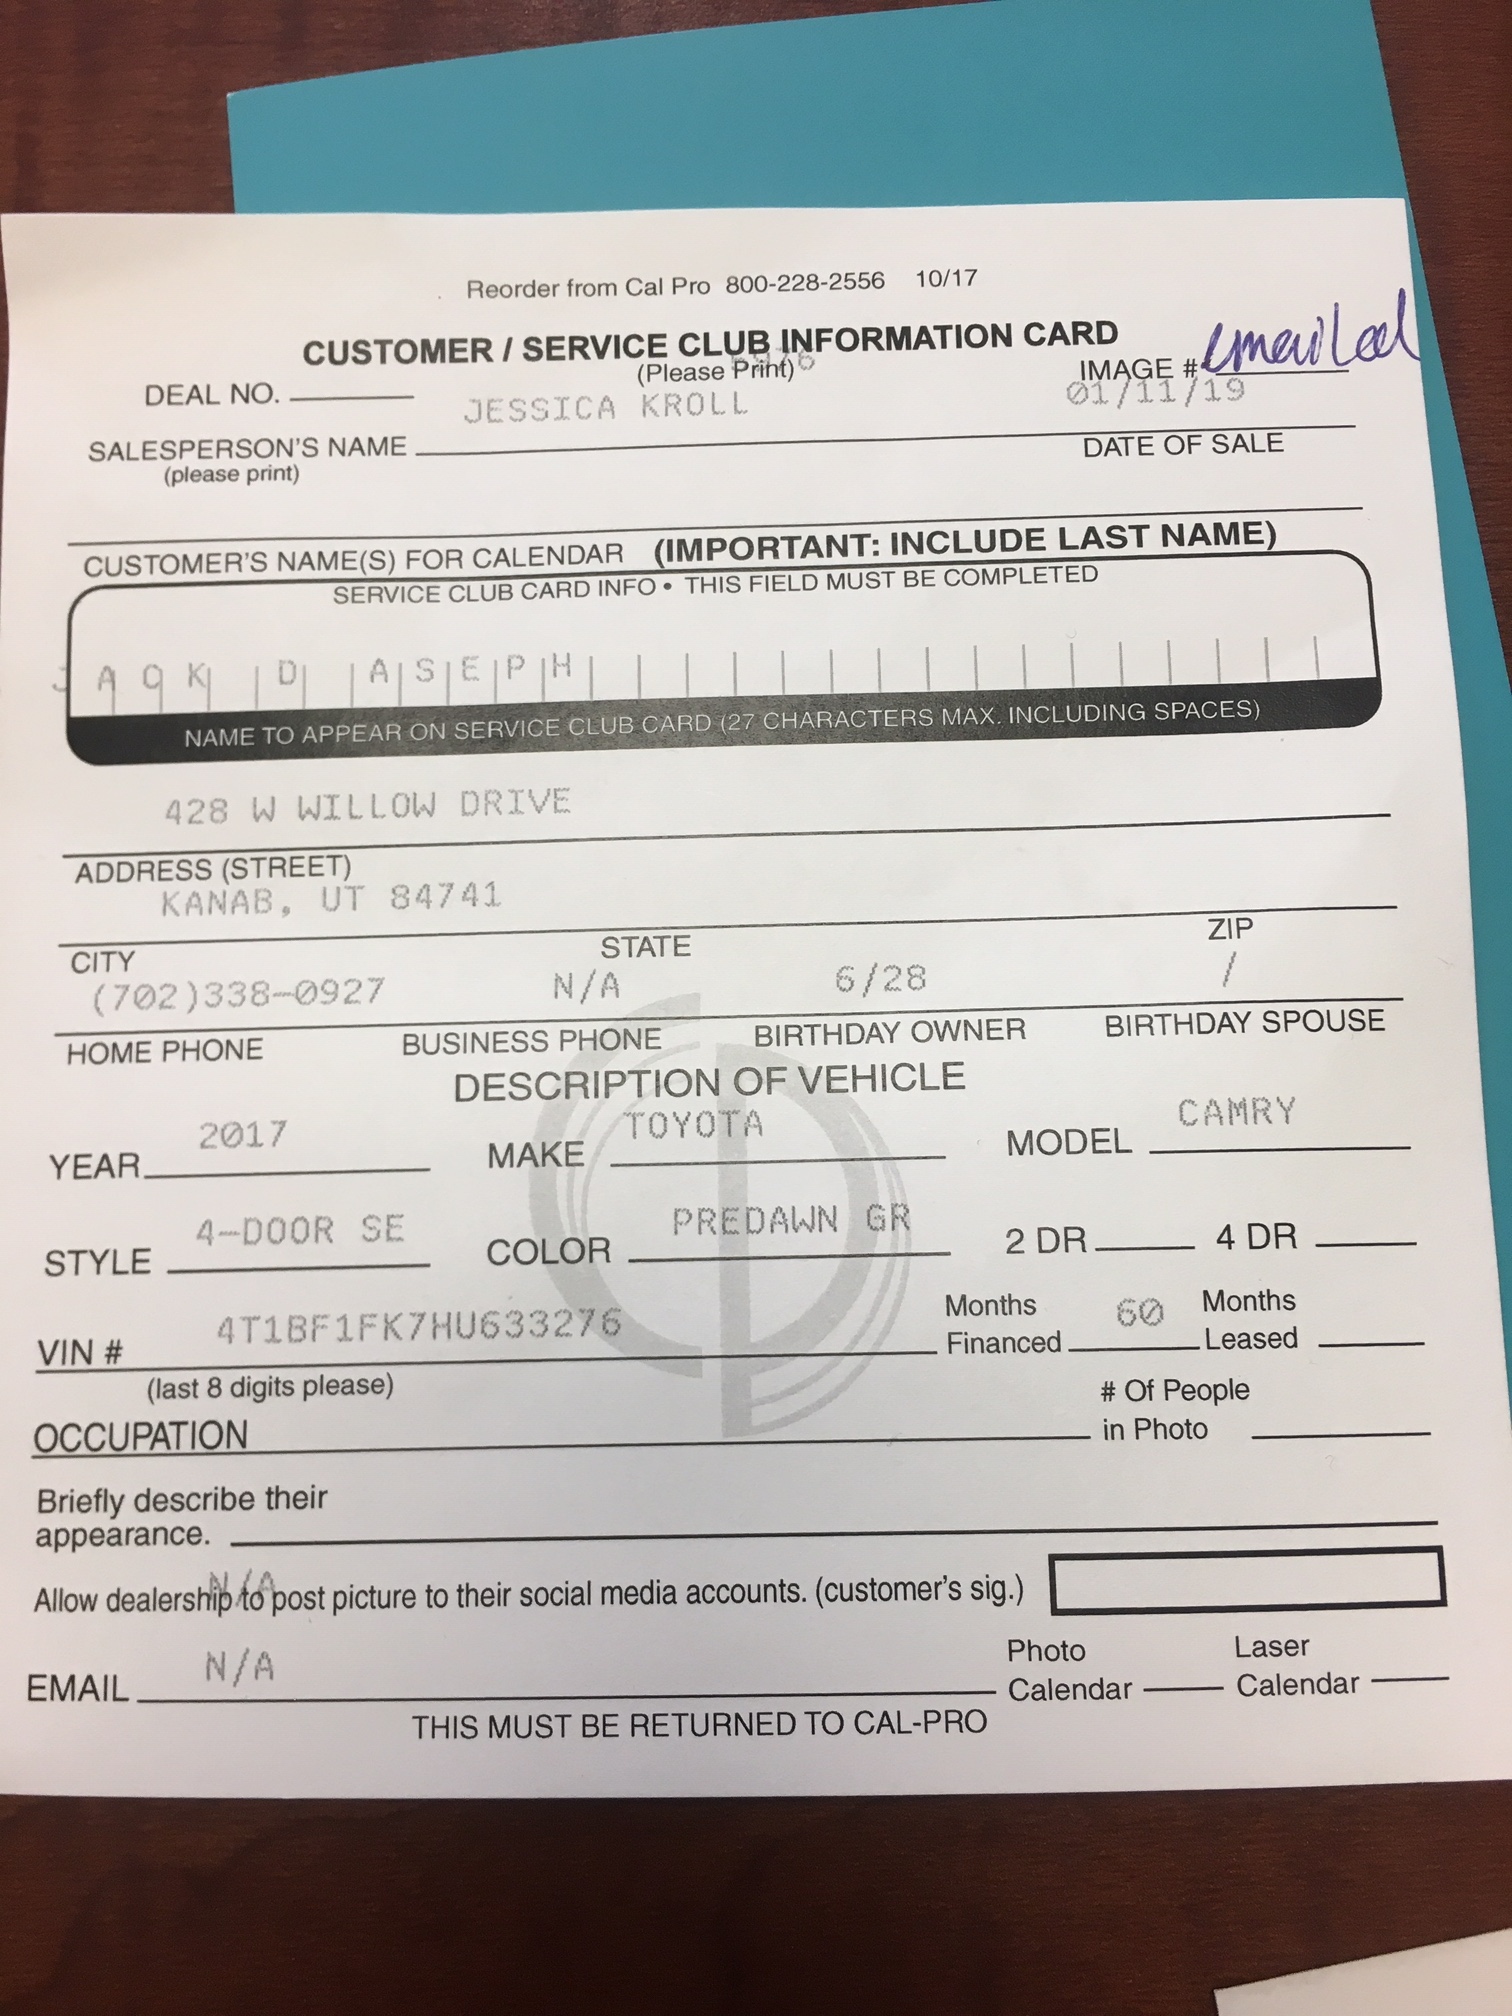 Reorder from Cal Pro 800-228-2556 10/17
CUSTOMER / SERVICE CLUB INFORMATION CARD
(Please Print)
IMAGE # emailed
DEAL NO.
JESSICA KROLL 01/11/19
SALESPERSON'S NAME DATE OF SALE
(please print)
CUSTOMER'S NAME(S) FOR CALENDAR (IMPORTANT: INCLUDE LAST NAME)
SERVICE CLUB CARD INFO • THIS FIELD MUST BE COMPLETED
D ASEPH
NAME TO APPEAR ON SERVICE CLUB CARD (27 CHARACTERS MAX. INCLUDING SPACES)
428 W WILLOW DRIVE
ADDRESS (STREET)
KANAB, UT 84741
CITY STATE ZIP
(702)338-0927 N/A 6/28 /
HOME PHONE BUSINESS PHONE BIRTHDAY OWNER BIRTHDAY SPOUSE
DESCRIPTION OF VEHICLE
YEAR 2017 MAKE TOYOTA MODEL CAMRY
STYLE 4-DOOR SE COLOR PREDAWN GR 2 DR 4 DR
VIN # 4T1BF1FK7HU633276 Months Financed 60 Months Leased
(last 8 digits please)
OCCUPATION # Of People in Photo
Briefly describe their
appearance.
N/A
Allow dealership to post picture to their social media accounts. (customer's sig.)
EMAIL N/A Photo Calendar Laser Calendar
THIS MUST BE RETURNED TO CAL-PRO